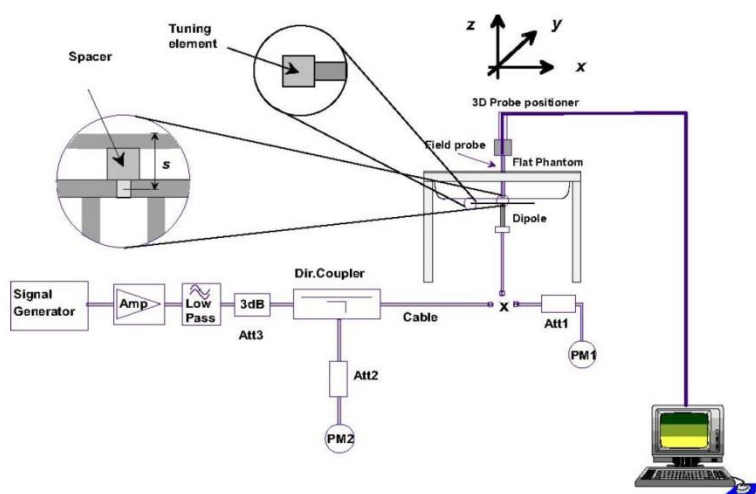 Tuning
element
z
y
x
Spacer
3D Probe positioner
s
Field probe
Flat Phantom
Dipole
Dir.Coupler
Signal
Generator
Amp
Low
Pass
3dB
Att3
Cable
x
Att1
PM1
Att2
PM2